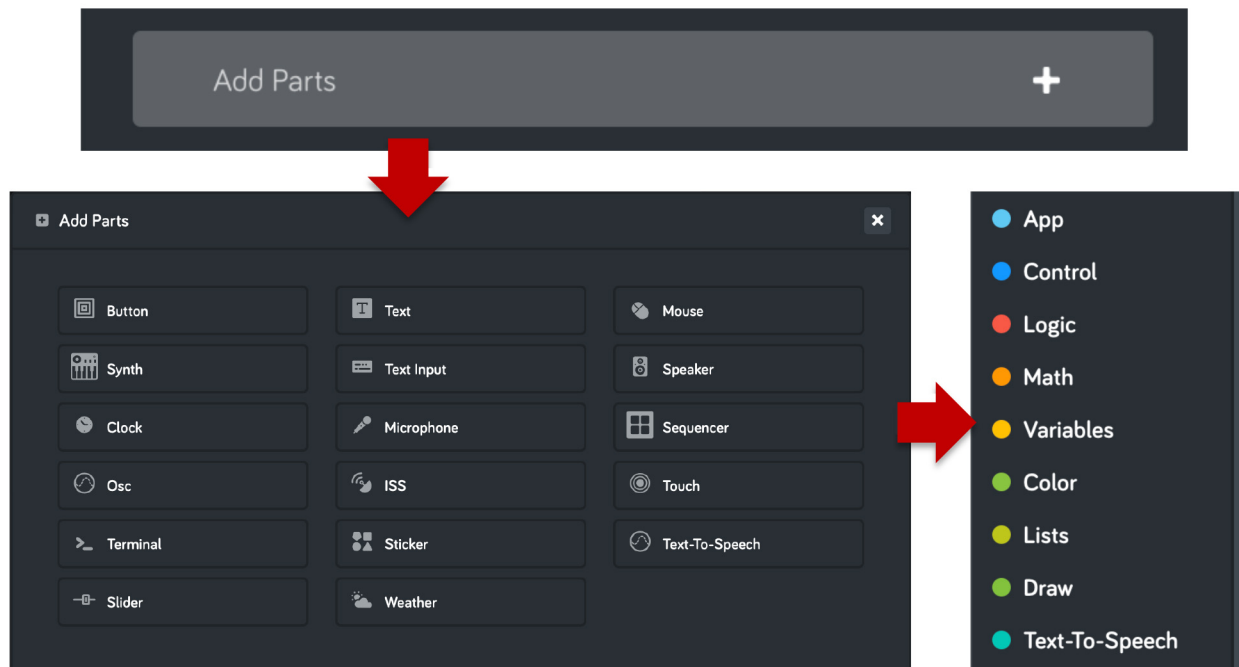 Add Parts
Add Parts
Button
Text
Mouse
Synth
Text Input
Speaker
Clock
Microphone
Sequencer
Osc
ISS
Touch
Terminal
Sticker
Text-To-Speech
Slider
Weather
App
Control
Logic
Math
Variables
Color
Lists
Draw
Text-To-Speech